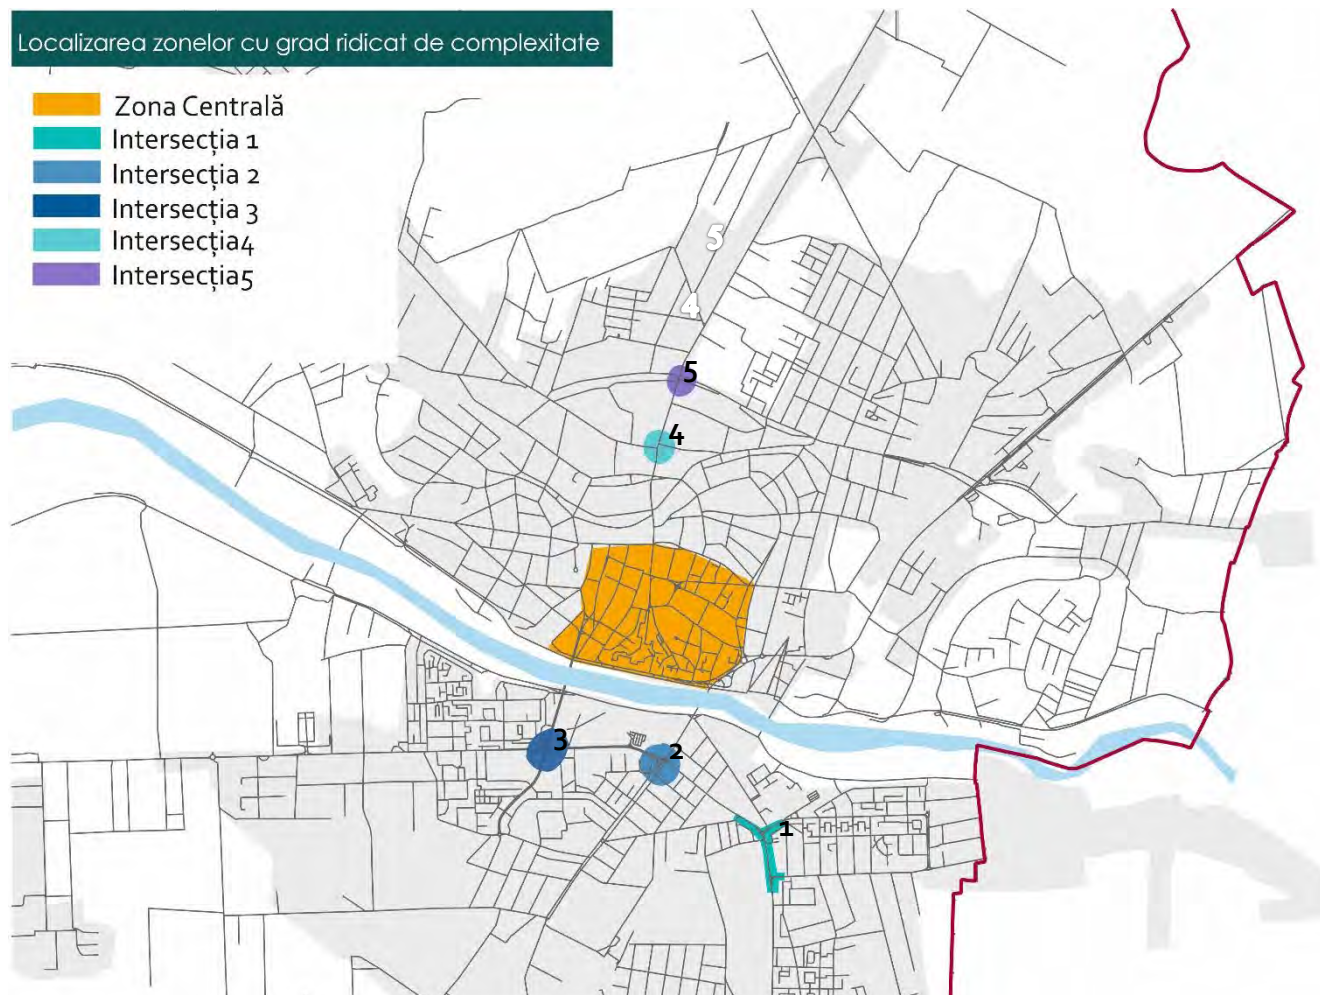 Localizarea zonelor cu grad ridicat de complexitate
Zona Centrală
Intersecția 1
Intersecția 2
Intersecția 3
Intersecția4
Intersecția5
5
4
5
4
3
2
1